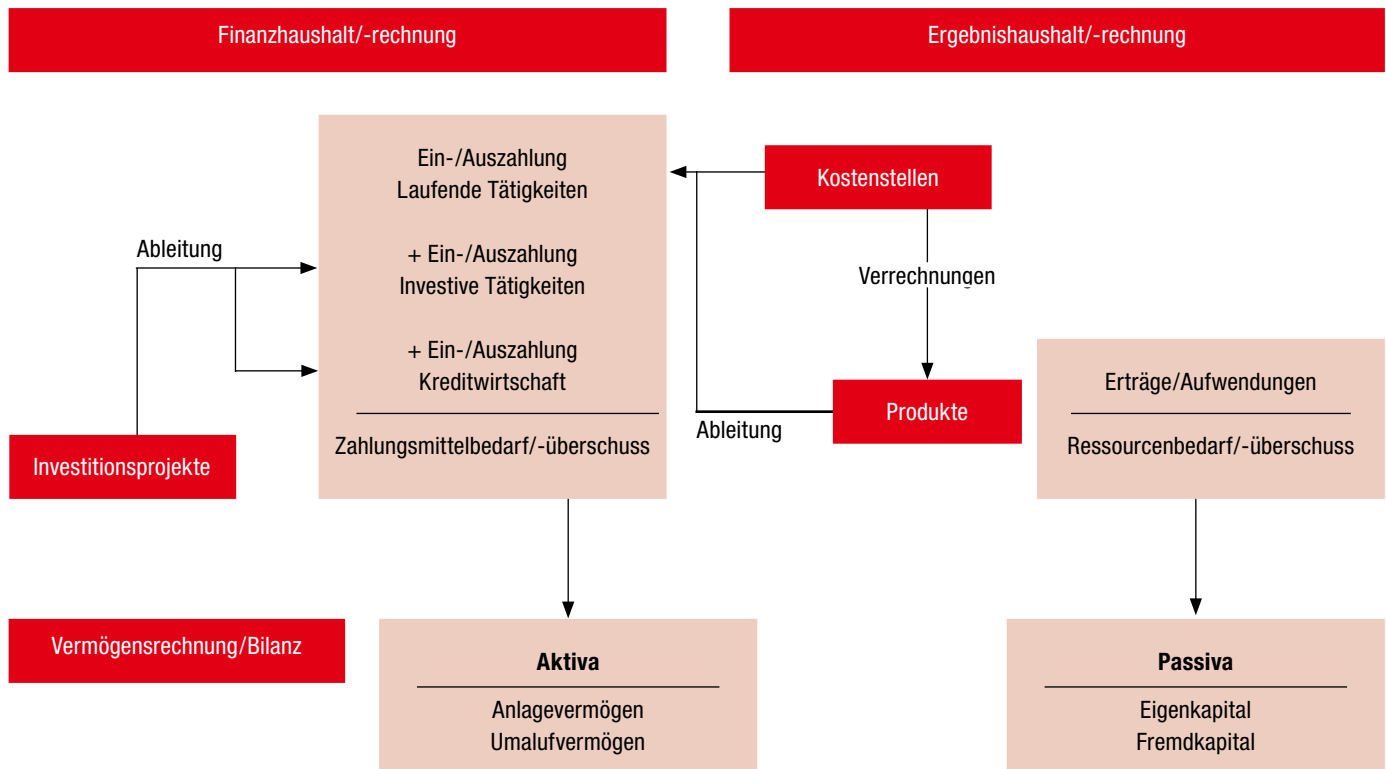 Finanzhaushalt/-rechnung
Ergebnishaushalt/-rechnung
Ein-/Auszahlung
Laufende Tätigkeiten
Kostenstellen
Ableitung
+ Ein-/Auszahlung
Investive Tätigkeiten
Verrechnungen
+ Ein-/Auszahlung
Kreditwirtschaft
Zahlungsmittelbedarf/-überschuss
Investitionsprojekte
Produkte
Ableitung
Erträge/Aufwendungen
Ressourcenbedarf/-überschuss
Vermögensrechnung/Bilanz
Aktiva
Anlagevermögen
Umalufvermögen
Passiva
Eigenkapital
Fremdkapital